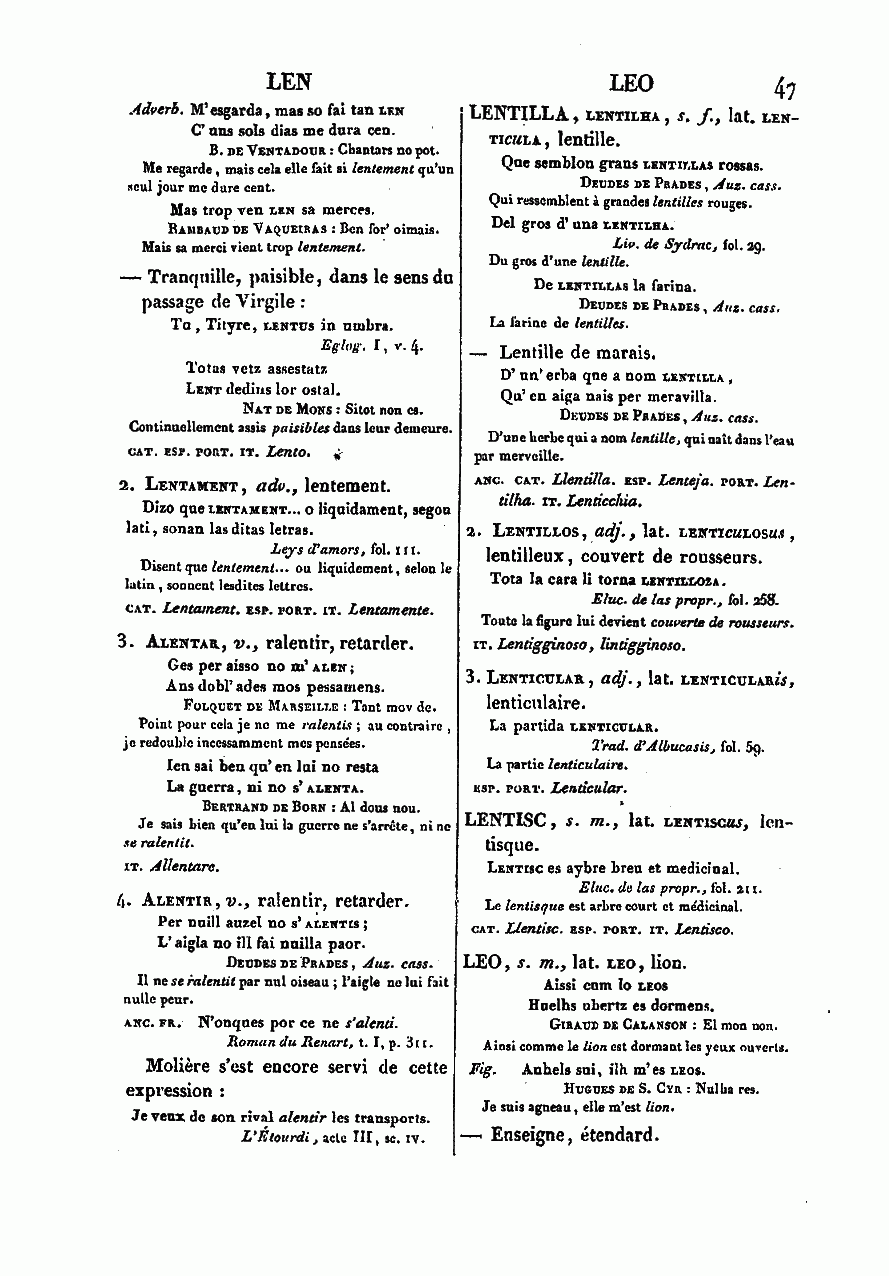 LEN
LEO
47
Adverb. M'esgarda, mas so fai tan LEN
C'uns sols dias me dura cen.
B. DE VENTADOUR : Chantars no pot.
Me regarde, mais cela elle fait si lentement qu'un
seul jour me dure cent.
Mas trop ven LEN sa merces.
RAMBAUD DE VAQUEIRAS : Ben for' oimais.
Mais sa merci vient trop lentement.
— Tranquille, paisible, dans le sens du
passage de Virgile :
Tu, Tityre, LENTUS in umbra.
Eglog. I, v. 4.
Totas vetz assestatz
LENT dedins lor ostal.
NAT DE MONS : Sitot non es.
Continuellement assis paisibles dans leur demeure.
CAT. ESP. PORT. IT. Lento.
2. LENTAMENT, adv., lentement.
Dizo que LENTAMENT... o liquidament, segon
lati, sonan las ditas letras.
Leys d'amors, fol. 111.
Disent que lentement... ou liquidement, selon le
latin, sonnent lesdites lettres.
CAT. Lentament. ESP. PORT. IT. Lentamente.
3. ALENTAR, v., ralentir, retarder.
Ges per aisso no m' ALEN;
Ans dobl' ades mos pessamens.
FOLQUET DE MARSEILLE : Tant mov de.
Point pour cela je ne me ralentis; au contraire,
je redouble incessamment mes pensées.
Ieu sai ben qu' en lui no resta
La guerra, ni no s' ALENTA.
BERTRAND DE BORN : Al dous nou.
Je sais bien qu'en lui la guerre ne s'arrête, ni ne
se ralentit.
IT. Allentare.
4. ALENTIR, v., ralentir, retarder.
Per nuill auzel no s' ALENTIS;
L' aigla no ill fai nuilla paor.
DEUDES DE PRADES, Auz. cass.
Il ne se ralentit par nul oiseau; l'aigle ne lui fait
nulle peur.
ANC. FR. N'onques por ce ne s'alenti.
Roman du Renart, t. I, p. 311.
Molière s'est encore servi de cette
expression :
Je veux de son rival alentir les transports.
L'Étourdi, acte III, sc. IV.
LENTILLA, LENTILHA, s. f., lat. LEN-
TICULA, lentille.
Que semblon grans LENTILLAS rossas.
DEUDES DE PRADES, Auz. cass.
Qui ressemblent à grandes lentilles rouges.
Del gros d' una LENTILHA.
Liv. de Sydrac, fol. 29.
Du gros d'une lentille.
De LENTILLAS la farina.
DEUDES DE PRADES, Auz. cass.
La farine de lentilles.
— Lentille de marais.
D' un' erba que a nom LENTILLA,
Qu' en aiga nais per meravilla.
DEUDES DE PRADES, Auz. cass.
D'une herbe qui a nom lentille, qui naît dans l'eau
par merveille.
ANC. CAT. Llentilla. ESP. Lenteja. PORT. Len-
tilha. IT. Lenticchia.
2. LENTILLOS, adj., lat. LENTICULOSUS,
lentilleux, couvert de rousseurs.
Tota la cara li torna LENTILLOZA.
Eluc. de las propr., fol. 268.
Toute la figure lui devient couverte de rousseurs.
IT. Lentigginoso, lintigginoso.
3. LENTICULAR, adj., lat. LENTICULARIS,
lenticulaire.
La partida LENTICULAR.
Trad. d'Albucasis, fol. 59.
La partie lenticulaire.
ESP. PORT. Lenticular.
LENTISC, s. m., lat. LENTISCUS, len-
tisque.
LENTISC es aybre breu et medicinal.
Eluc. de las propr., fol. 211.
Le lentisque est arbre court et médicinal.
CAT. Llentisc. ESP. PORT. IT. Lentisco.
LEO, s. m., lat. LEO, lion.
Aissi cum lo LEOS
Huelhs ubertz es dormens.
GIRAUD DE CALANSON : El mon non.
Ainsi comme le lion est dormant les yeux ouverts.
Fig. Anhels sui, ilh m'es LEOS.
HUGUES DE S. CYR : Nulha res.
Je suis agneau, elle m'est lion.
— Enseigne, étendard.